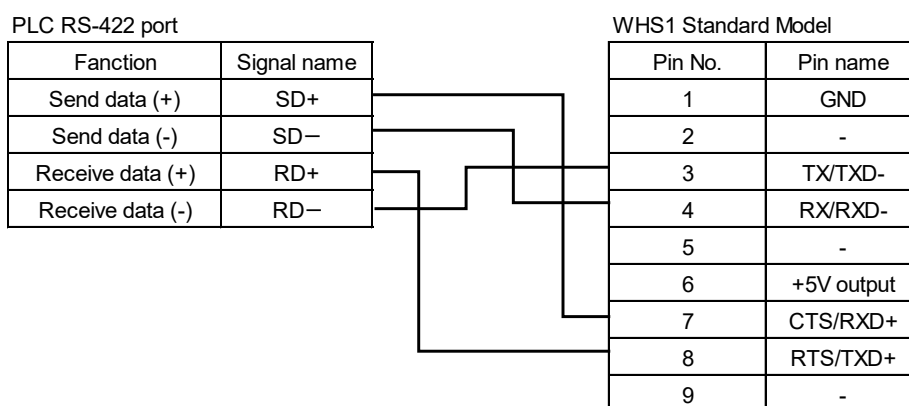 PLC RS-422 port
WHS1 Standard Model
Fanction Signal name
Send data (+) SD+
Send data (-) SD−
Receive data (+) RD+
Receive data (-) RD−
Pin No. Pin name
1 GND
2 -
3 TX/TXD-
4 RX/RXD-
5 -
6 +5V output
7 CTS/RXD+
8 RTS/TXD+
9 -